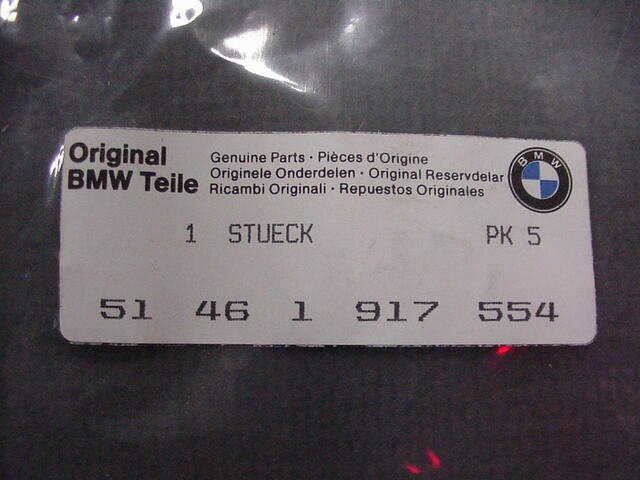 Original
BMW Teile
Genuine Parts · Pièces d'Origine
Originele Onderdelen · Original Reservdelar
Ricambi Originali · Repuestos Originales
BMW
1 STUECK PK 5
51 46 1 917 554